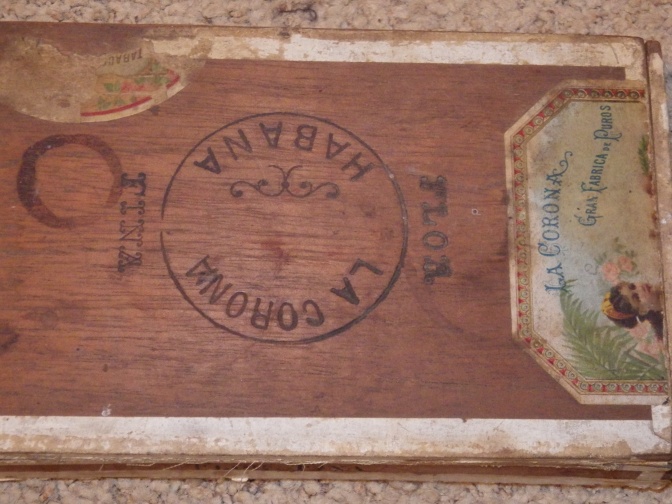 FLOR
LA CORONA
HABANA
FINA
LA CORONA
GRAN FABRICA DE PUROS